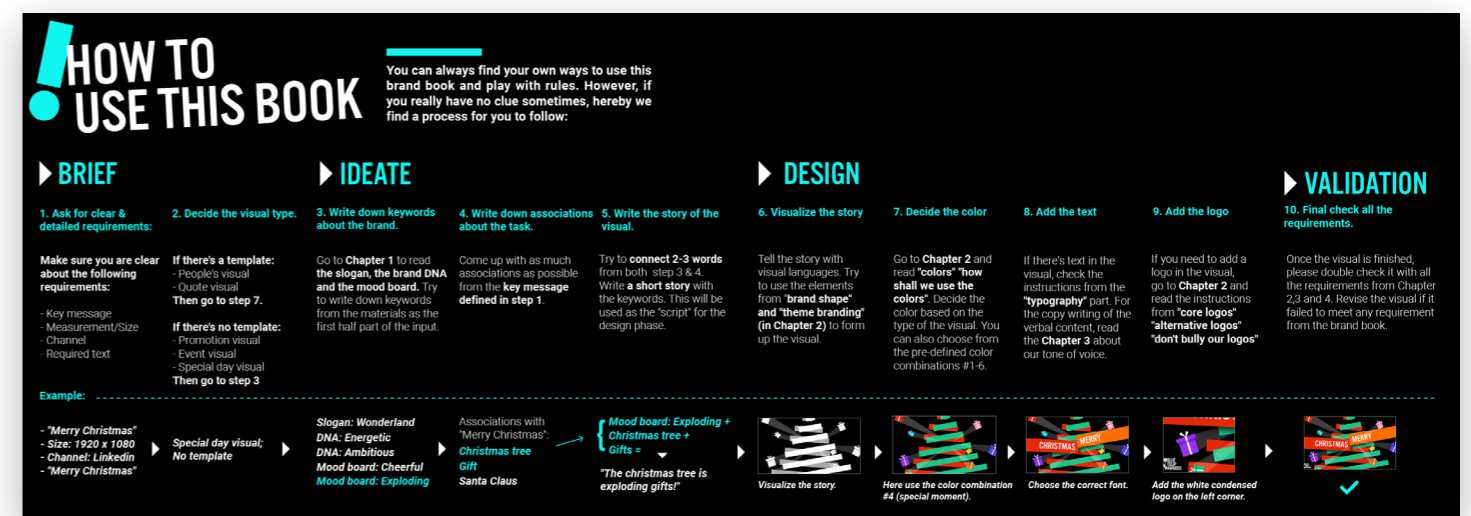 HOW TO
USE THIS BOOK
You can always find your own ways to use this
brand book and play with rules. However, if
you really have no clue sometimes, hereby we
find a process for you to follow:
BRIEF
1. Ask for clear &
detailed requirements:
Make sure you are clear
about the following
requirements:
- Key message
- Measurement/Size
- Channel
- Required text
2. Decide the visual type.
If there's a template:
- People's visual
- Quote visual
Then go to step 7.
If there's no template:
- Promotion visual
- Event visual
- Special day visual
Then go to step 3
IDEATE
3. Write down keywords
about the brand.
Go to Chapter 1 to read
the slogan, the brand DNA
and the mood board. Try
to write down keywords
from the materials as the
first half part of the input.
4. Write down associations
about the task.
Come up with as much
associations as possible
from the key message
defined in step 1.
5. Write the story of the
visual.
Try to connect 2-3 words
from both step 3 & 4.
Write a short story with
the keywords. This will be
used as the "script" for the
design phase.
DESIGN
6. Visualize the story
Tell the story with
visual languages. Try
to use the elements
from "brand shape"
and "theme branding"
(in Chapter 2) to form
up the visual.
7. Decide the color
Go to Chapter 2 and
read "colors" "how
shall we use the
colors". Decide the
color based on the
type of the visual. You
can also choose from
the pre-defined color
combinations #1-6.
8. Add the text
If there's text in the
visual, check the
instructions from the
"typography" part. For
the copy writing of the
verbal content, read
the Chapter 3 about
our tone of voice.
9. Add the logo
If you need to add a
logo in the visual,
go to Chapter 2 and
read the instructions
from "core logos"
"alternative logos"
"don't bully our logos"
VALIDATION
10. Final check all the
requirements.
Once the visual is finished,
please double check it with all
the requirements from Chapter
2,3 and 4. Revise the visual if it
failed to meet any requirement
from the brand book.
Example:
- "Merry Christmas"
- Size: 1920 x 1080
- Channel: Linkedin
- "Merry Christmas"
Special day visual;
No template
Slogan: Wonderland
DNA: Energetic
DNA: Ambitious
Mood board: Cheerful
Mood board: Exploding
Associations with
"Merry Christmas":
Christmas tree
Gift
Santa Claus
{ Mood board: Exploding +
Christmas tree +
Gifts =
"The christmas tree is
exploding gifts!"
Visualize the story.
Here use the color combination
#4 (special moment).
CHRISTMAS MERRY
Choose the correct font.
Add the white condensed
logo on the left corner.
CHRISTMAS MERRY